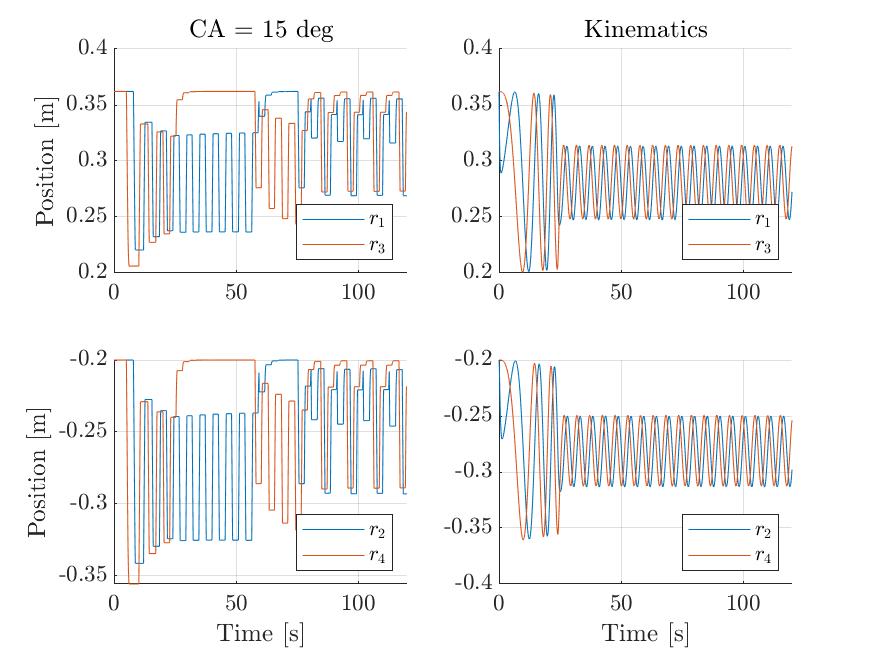 CA = 15 deg
0.4
0.35
0.3
0.25
0.2
Position [m]
r1
r3
0
50
100
Kinematics
0.4
0.35
0.3
0.25
0.2
Position [m]
r1
r3
0
50
100
-0.2
-0.25
-0.3
-0.35
Position [m]
r2
r4
0
50
100
Time [s]
-0.2
-0.25
-0.3
-0.35
-0.4
Position [m]
r2
r4
0
50
100
Time [s]